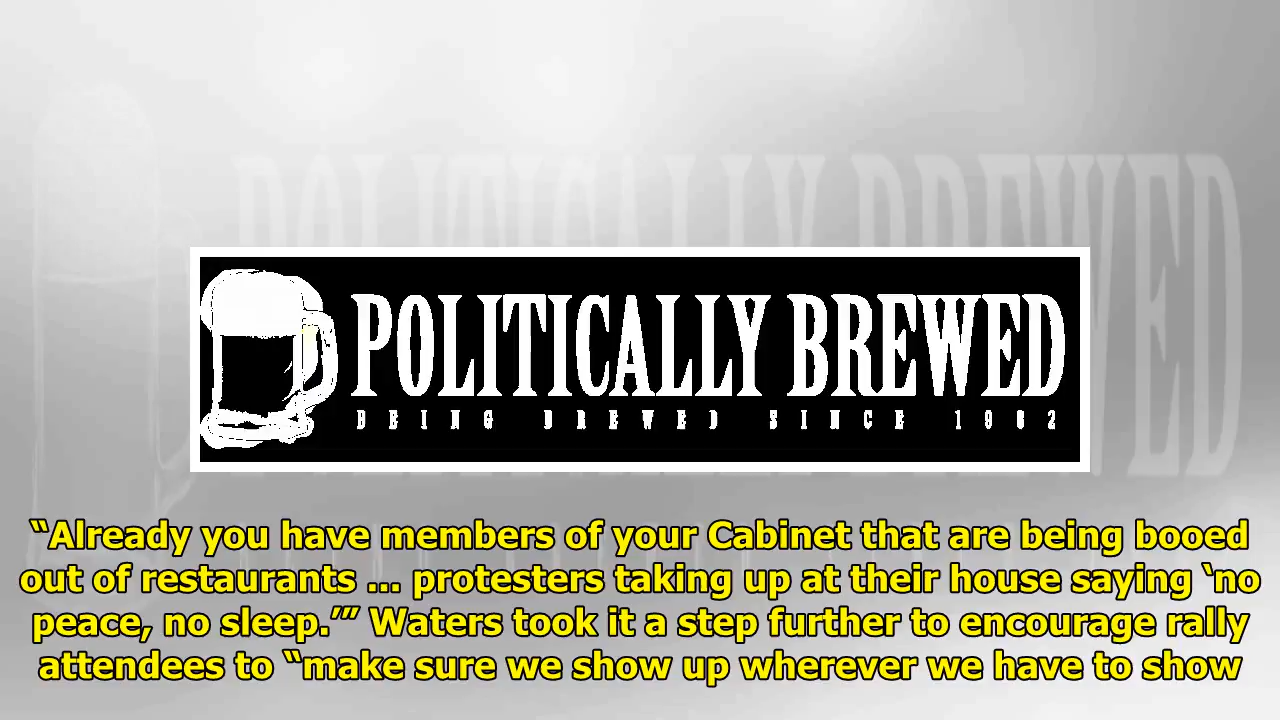 POLITICALLY BREWED
BEING BREWED SINCE 1982
“Already you have members of your Cabinet that are being booed
out of restaurants ... protesters taking up at their house saying ‘no
peace, no sleep.’” Waters took it a step further to encourage rally
attendees to “make sure we show up wherever we have to show